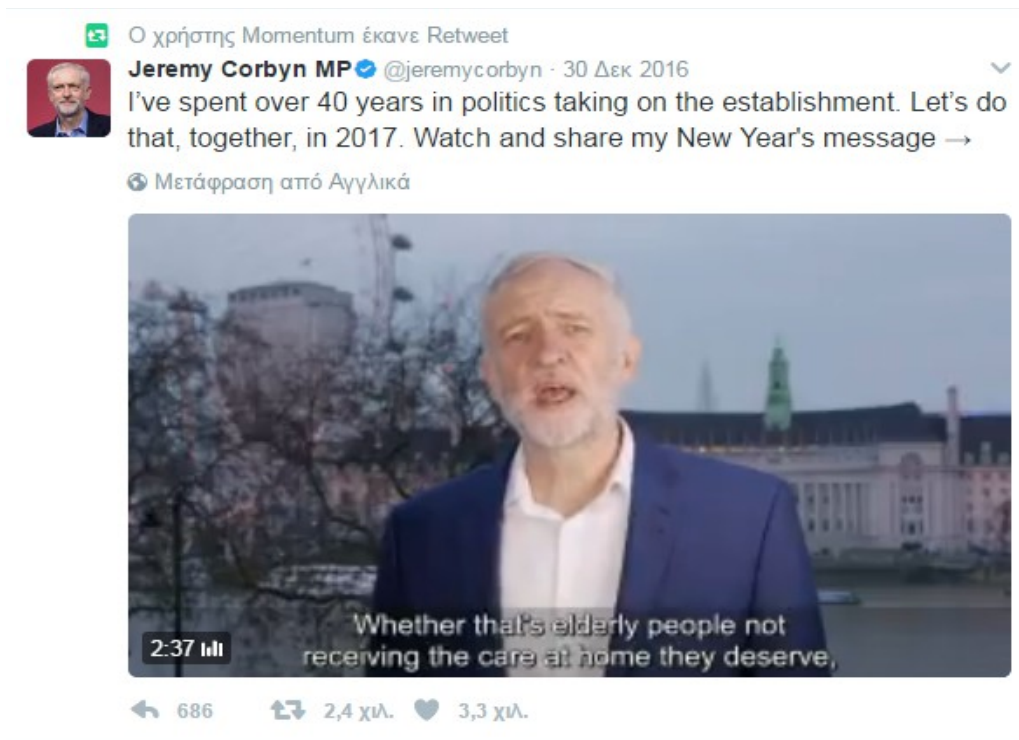 Ο χρήστης Momentum έκανε Retweet
Jeremy Corbyn MP @jeremycorbyn · 30 Δεκ 2016
I’ve spent over 40 years in politics taking on the establishment. Let’s do
that, together, in 2017. Watch and share my New Year's message →
Μετάφραση από Αγγλικά
Whether that's elderly people not
receiving the care at home they deserve,
2:37
686 2,4 χιλ. 3,3 χιλ.